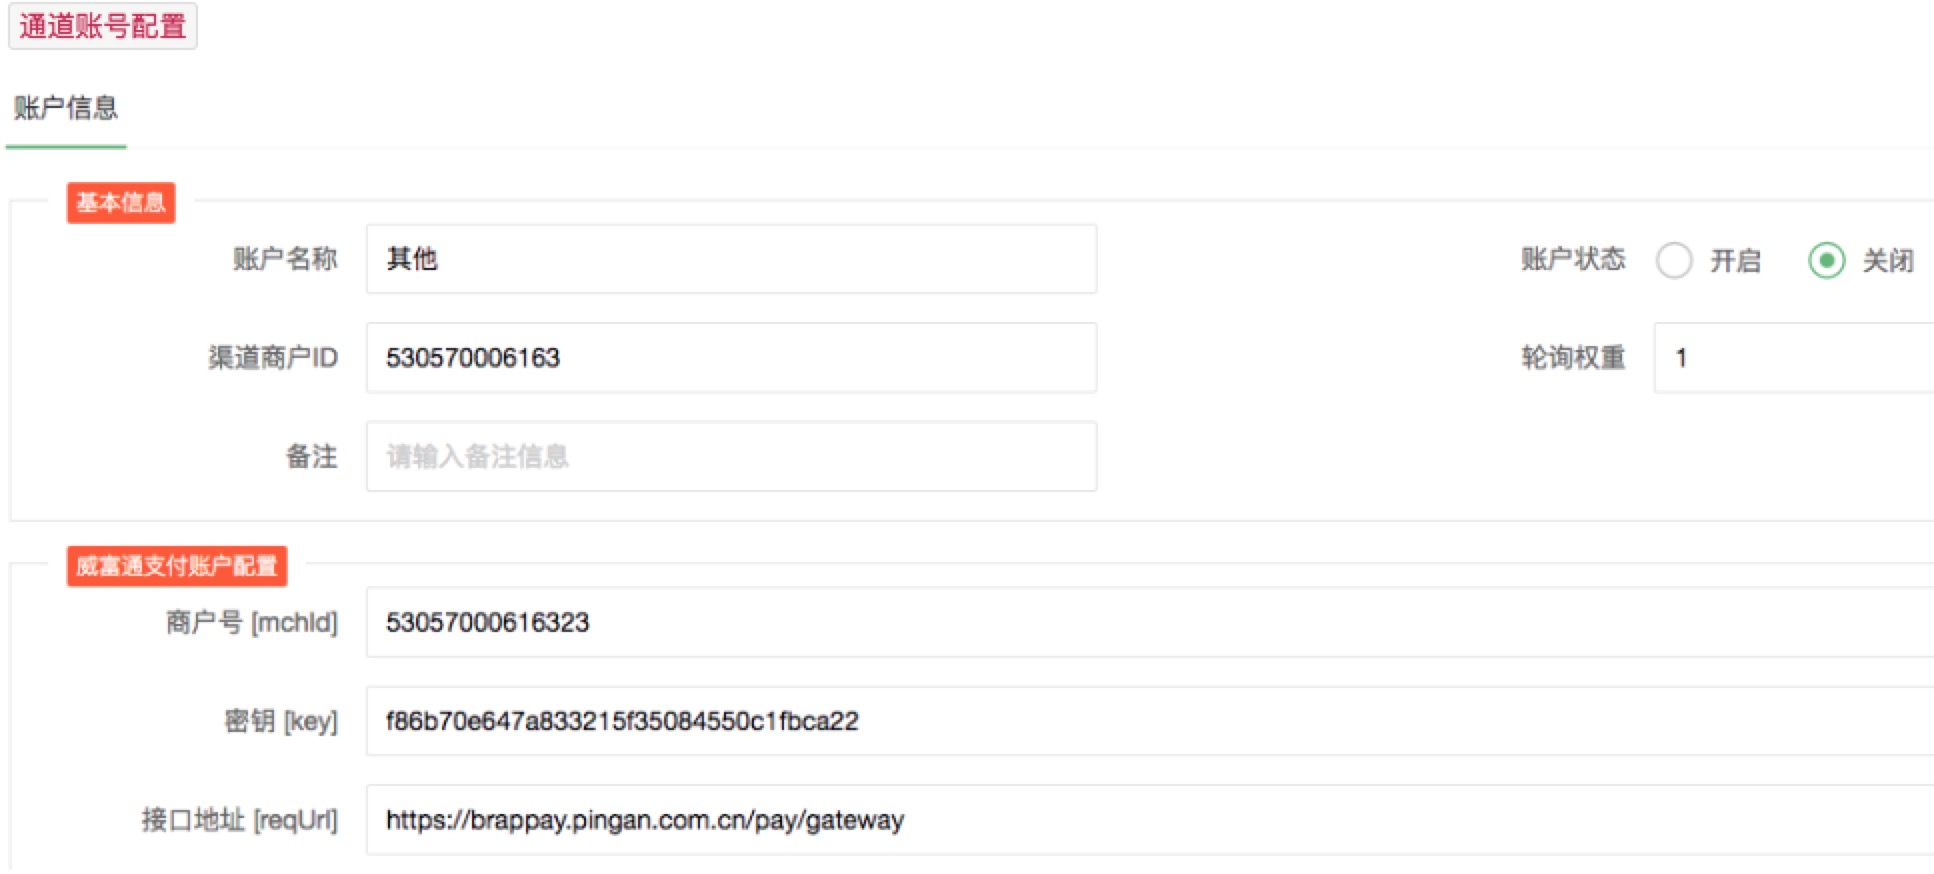 通道账号配置
账户信息
基本信息
账户名称 其他 账户状态 开启 关闭
渠道商户ID 530570006163 轮询权重 1
备注 请输入备注信息
威富通支付账户配置
商户号 [mchId] 53057000616323
密钥 [key] f86b70e647a833215f35084550c1fbca22
接口地址 [reqUrl] https://brappay.pingan.com.cn/pay/gateway